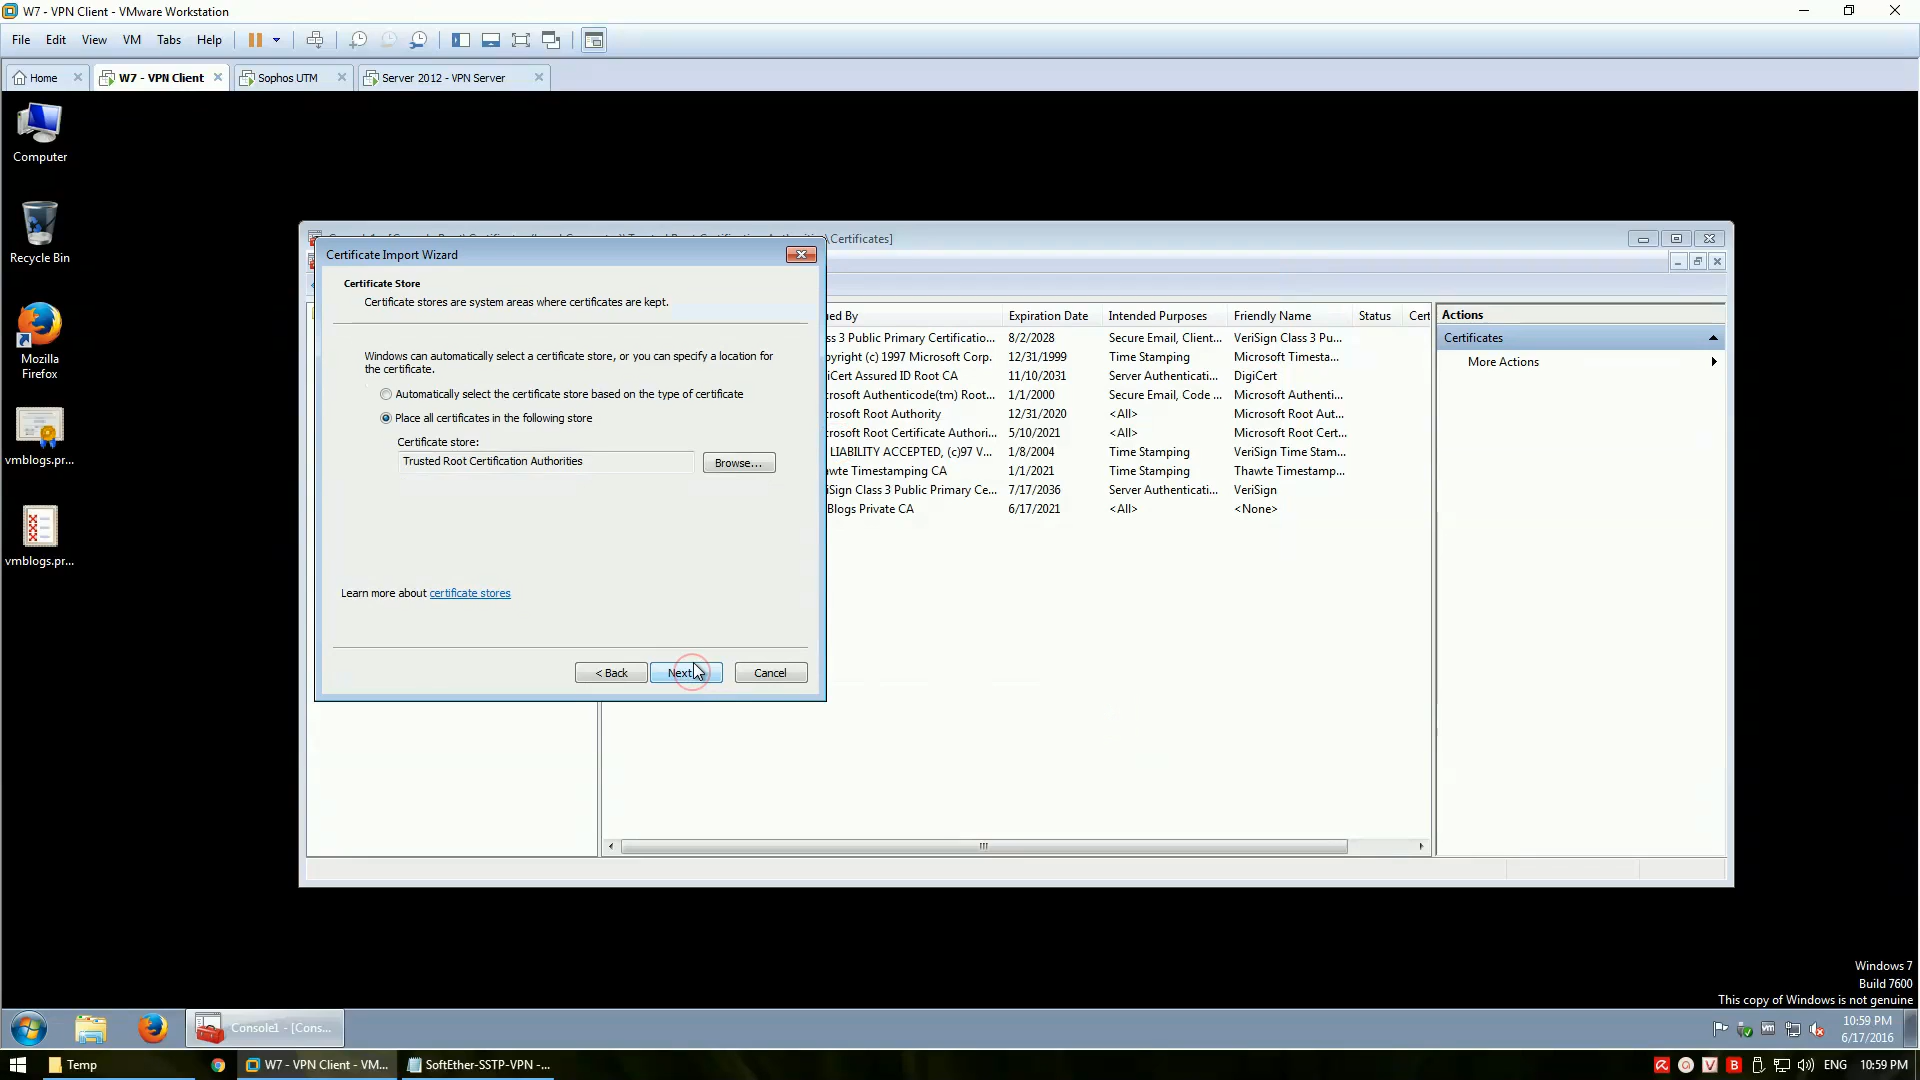 W7 - VPN Client - VMware Workstation
File Edit View VM Tabs Help
Home W7 - VPN Client Sophos UTM Server 2012 - VPN Server
Computer
Recycle Bin
Mozilla
Firefox
vmblogs.pr...
vmblogs.pr...
\Certificates]
Certificate Import Wizard
Certificate Store
Certificate stores are system areas where certificates are kept.
Windows can automatically select a certificate store, or you can specify a location for
the certificate.
Automatically select the certificate store based on the type of certificate
Place all certificates in the following store
Certificate store:
Trusted Root Certification Authorities Browse...
Learn more about certificate stores
< Back Next Cancel
ed By Expiration Date Intended Purposes Friendly Name Status Cert
ss 3 Public Primary Certificatio... 8/2/2028 Secure Email, Client... VeriSign Class 3 Pu...
yright (c) 1997 Microsoft Corp. 12/31/1999 Time Stamping Microsoft Timesta...
iCert Assured ID Root CA 11/10/2031 Server Authenticati... DigiCert
rosoft Authenticode(tm) Root... 1/1/2000 Secure Email, Code ... Microsoft Authenti...
rosoft Root Authority 12/31/2020 <All> Microsoft Root Aut...
rosoft Root Certificate Authori... 5/10/2021 <All> Microsoft Root Cert...
LIABILITY ACCEPTED, (c)97 V... 1/8/2004 Time Stamping VeriSign Time Stam...
wte Timestamping CA 1/1/2021 Time Stamping Thawte Timestamp...
iSign Class 3 Public Primary Ce... 7/17/2036 Server Authenticati... VeriSign
Blogs Private CA 6/17/2021 <All> <None>
Actions
Certificates
More Actions
Windows 7
Build 7600
This copy of Windows is not genuine
Console1 - [Cons...
10:59 PM
6/17/2016
Temp W7 - VPN Client - VM... SoftEther-SSTP-VPN -... ENG 10:59 PM